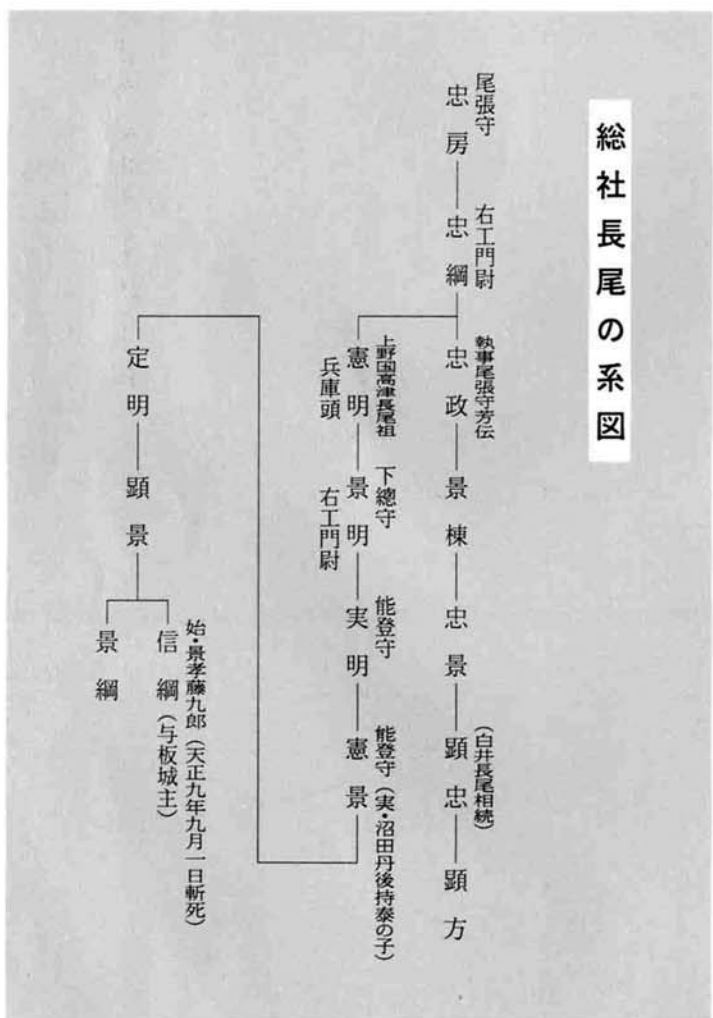 総社長尾の系図
尾張守
忠房
右工門尉
忠綱
執事尾張守芳伝
忠政
景棟
忠景
(白井長尾相続)
顕忠
顕方
上野国高津長尾祖
憲明
兵庫頭
下總守
景明
右工門尉
能登守
実明
能登守(実・沼田丹後持泰の子)
憲景
定明
顕景
始・景孝藤九郎(天正九年九月一日斬死)
信綱(与板城主)
景綱